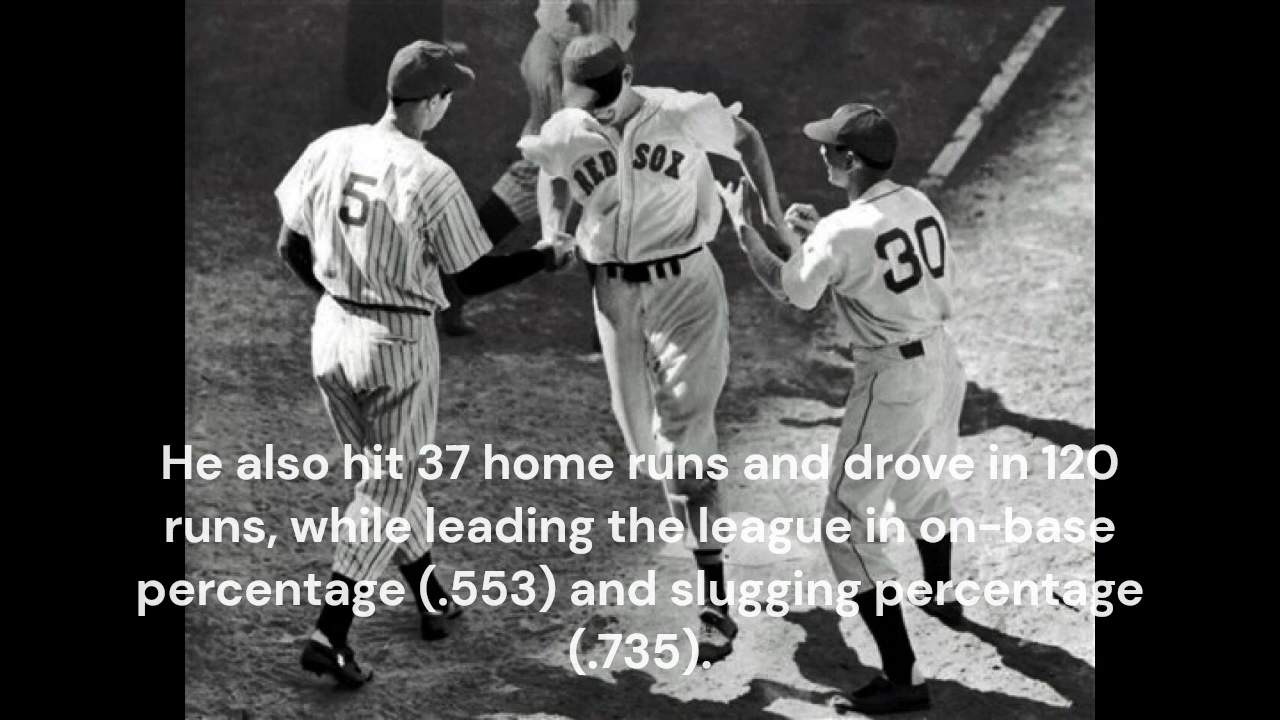 5
RED SOX
30
He also hit 37 home runs and drove in 120
runs, while leading the league in on-base
percentage (.553) and slugging percentage
(.735).